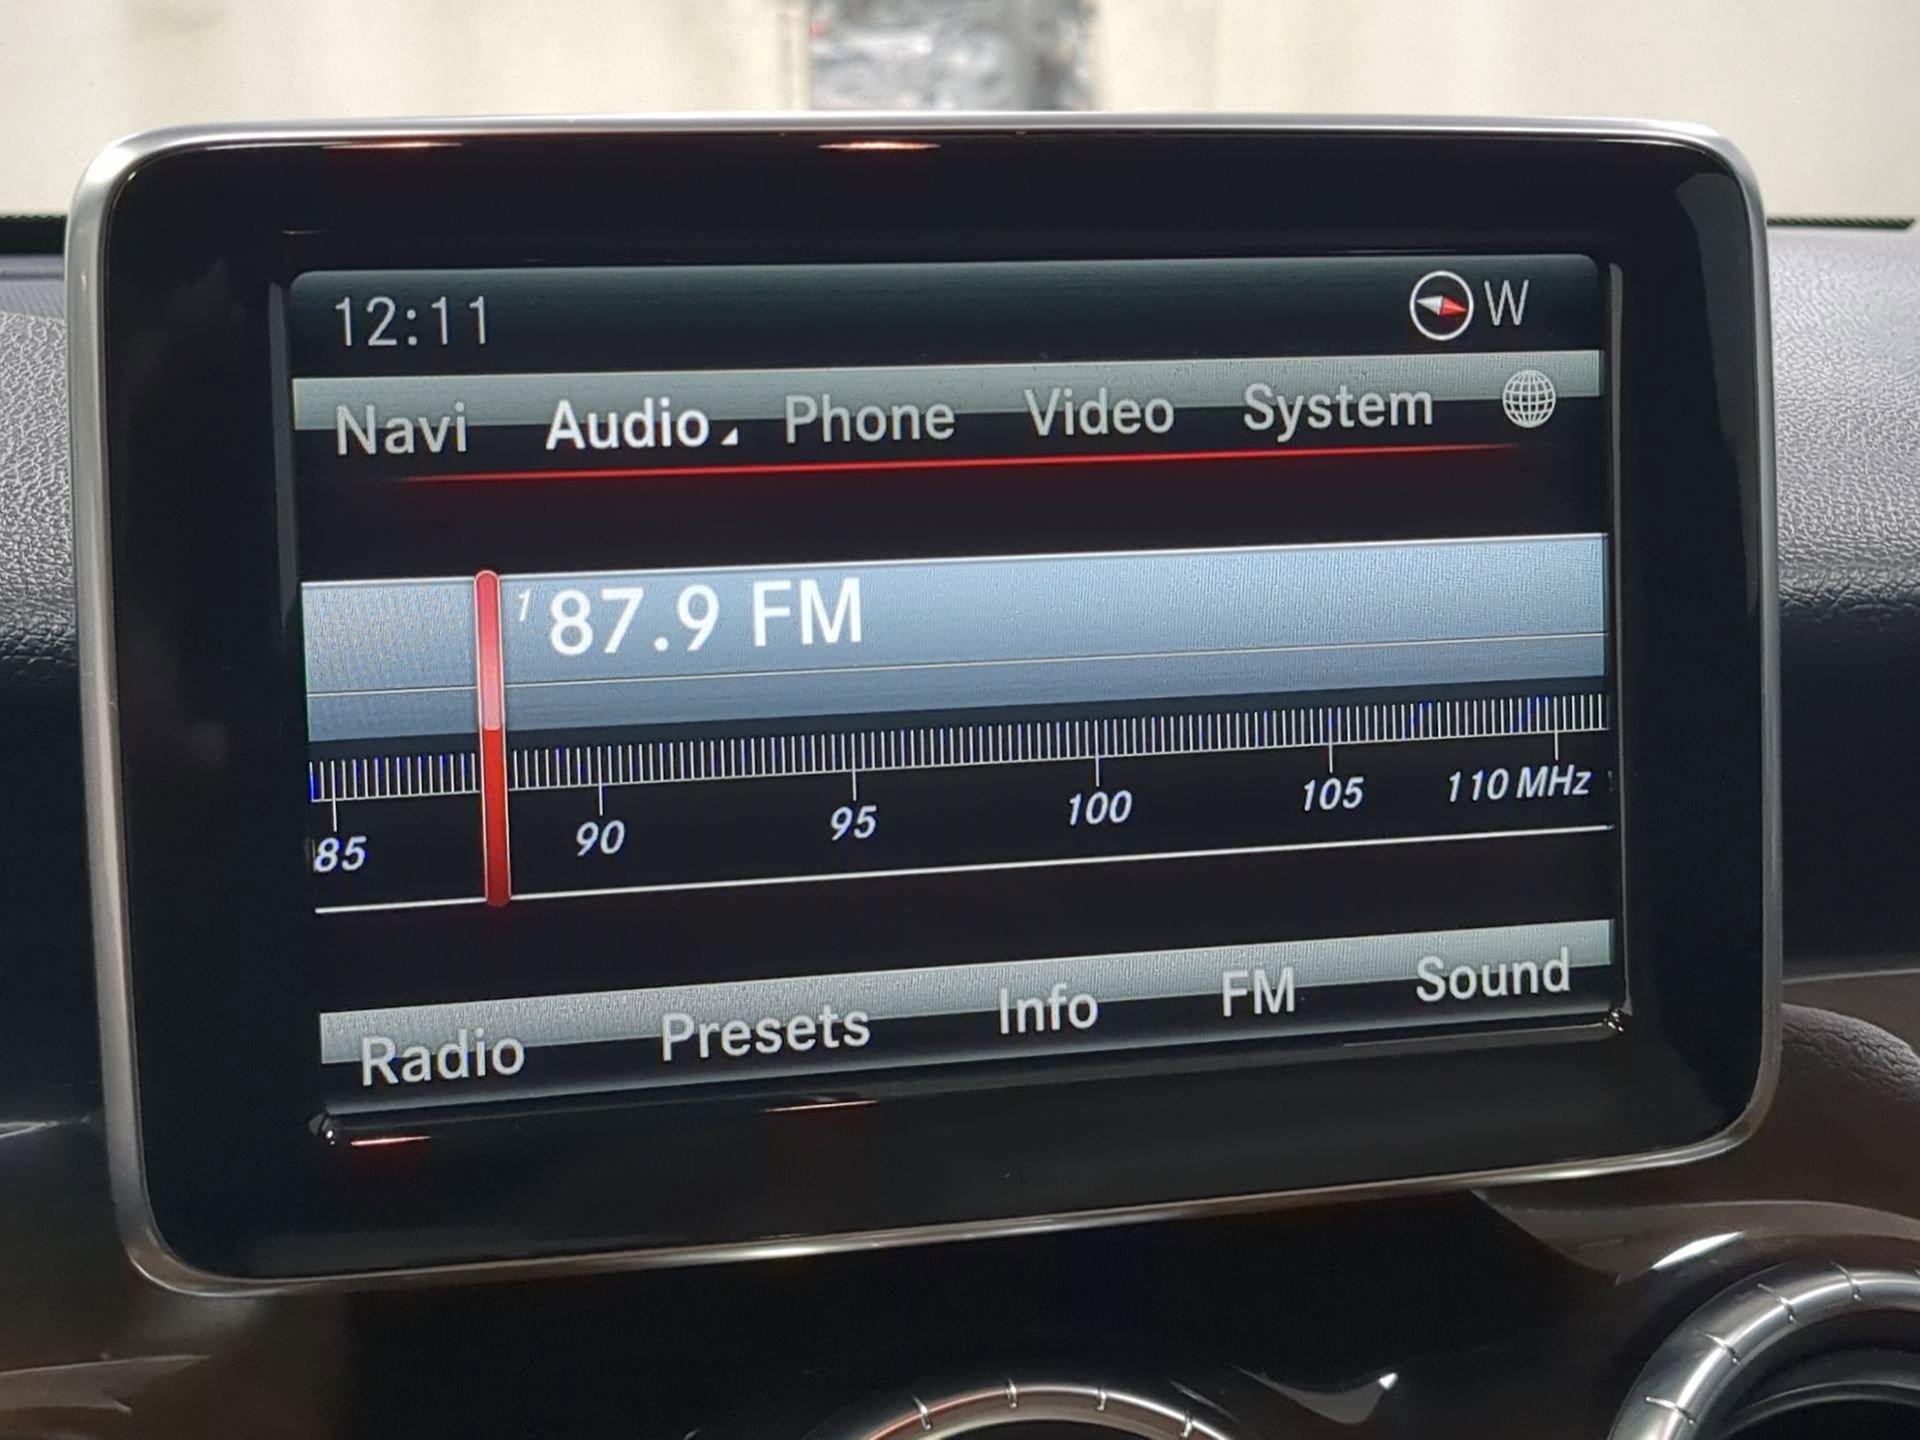 12:11 W
Navi Audio Phone Video System
1 87.9 FM
85 90 95 100 105 110 MHz
Radio Presets Info FM Sound